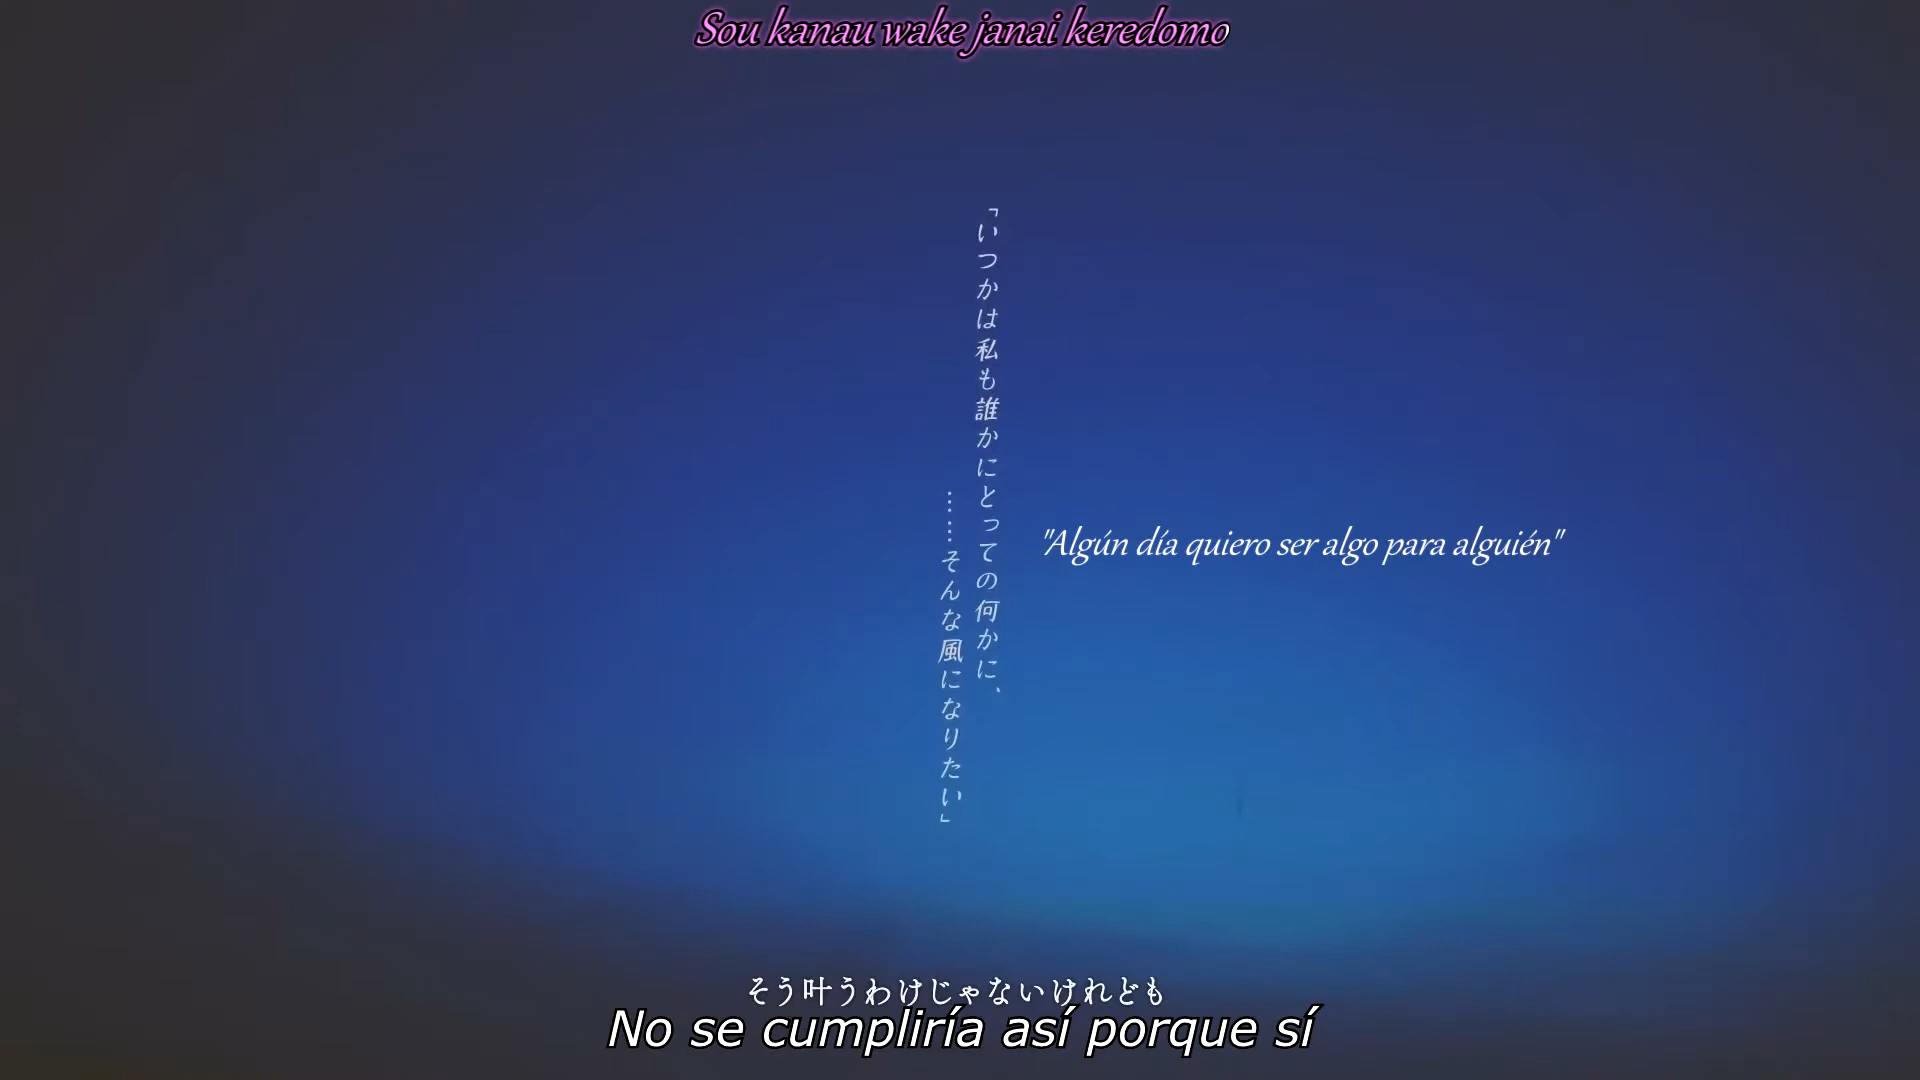 Sou kanau wake janai keredomo
「いつかは私も誰かにとっての何かに、
……そんな風になりたい」
"Algún día quiero ser algo para alguién"
そう叶うわけじゃないけれども
No se cumpliría así porque sí